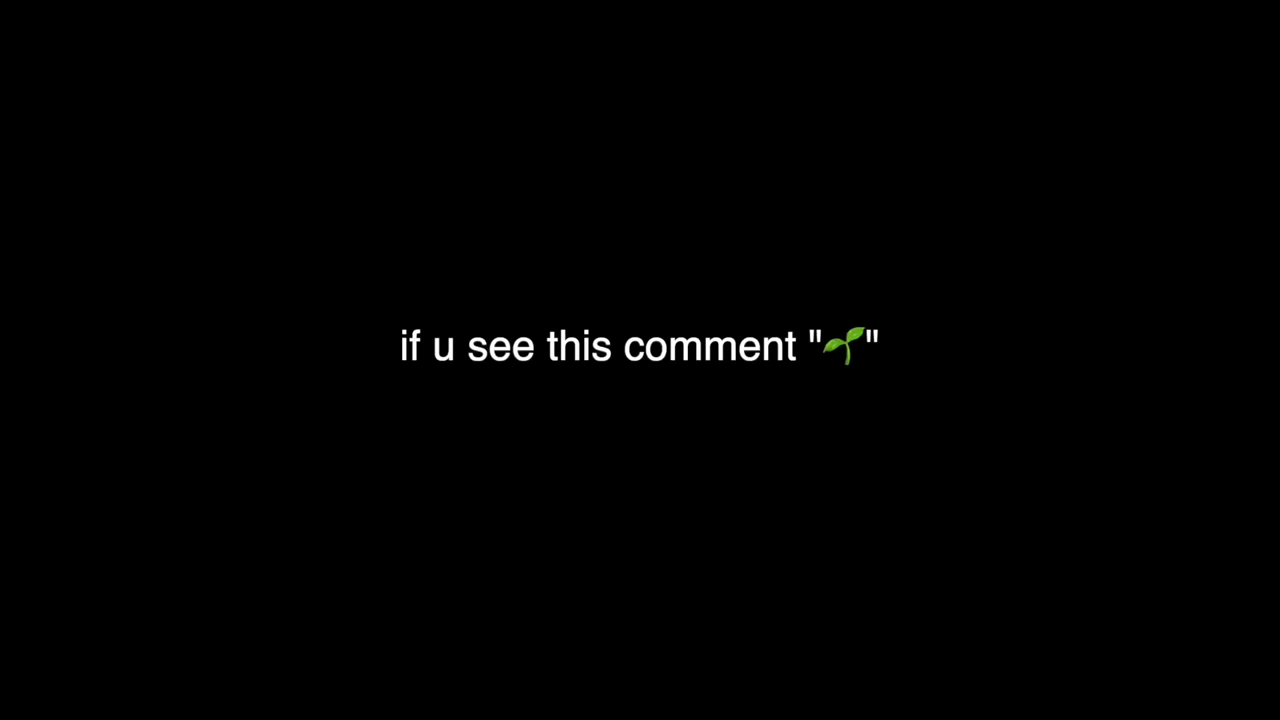 if u see this comment "🌱"